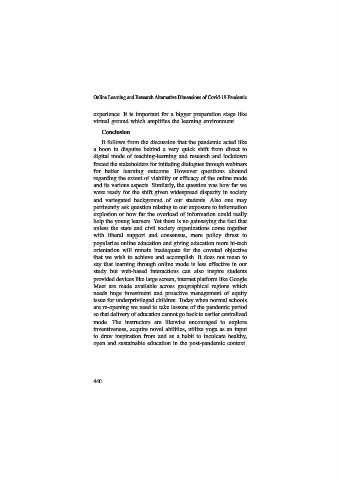 Online Learning and Research Alternative Dimensions of Covid-19 Pandemic
experience. It is important for a bigger preparation stage like
virtual ground which amplifies the learning environment.
Conclusion
It follows from the discussion that the pandemic acted like
a boon in disguise behind a very quick shift from direct to
digital mode of teaching-learning and research and lockdown
forced the stakeholders for initiating dialogues through webinars
for better learning outcome. However questions abound
regarding the extent of viability or efficacy of the online mode
and its various aspects. Similarly, the question was how far we
were ready for the shift given widespread disparity in society
and variegated background of our students. Also one may
pertinently ask question relating to our exposure to information
explosion or how far the overload of information could really
help the young learners. Yet there is no gainsaying the fact that
unless the state and civil society organizations come together
with liberal support and consensus, mere policy thrust to
popularize online education and giving education more hi-tech
orientation will remain inadequate for the coveted objective
that we wish to achieve and accomplish. It does not mean to
say that learning through online mode is less effective in our
study but web-based interactions can also inspire students
provided devices like large screen, internet platform like Google
Meet are made available across geographical regions which
needs huge investment and proactive management of equity
issue for underprivileged children. Today when normal schools
are re-opening we need to take lessons of the pandemic period
so that delivery of education cannot go back to earlier centralized
mode. The instructors are likewise encouraged to explore
inventiveness, acquire novel abilities, utilize yoga as an input
to draw inspiration from and as a habit to inculcate healthy,
open and sustainable education in the post-pandemic context.
440